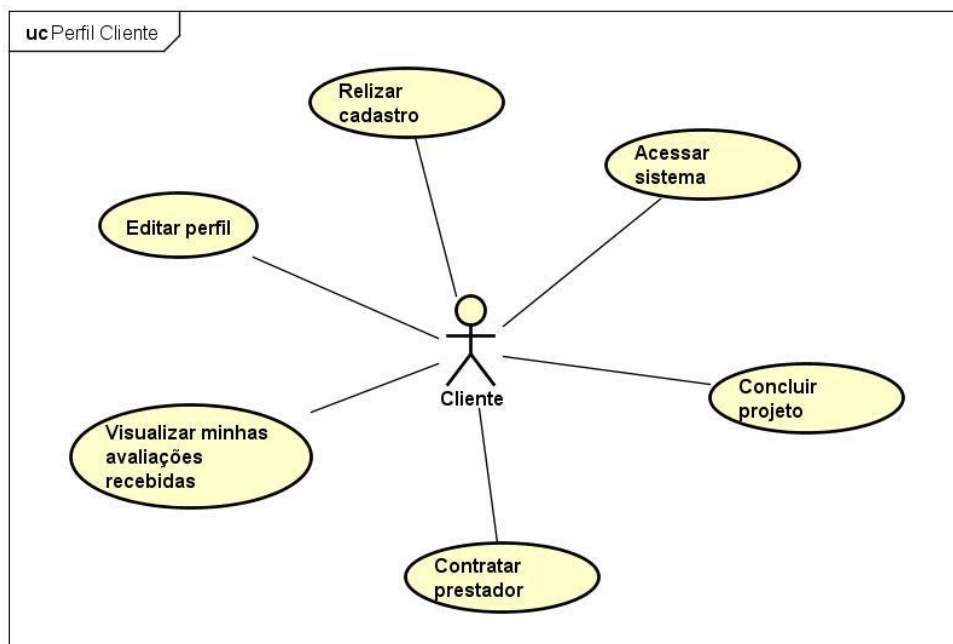 uc Perfil Cliente
Relizar
cadastro
Acessar
sistema
Editar perfil
Cliente
Concluir
projeto
Visualizar minhas
avaliações
recebidas
Contratar
prestador